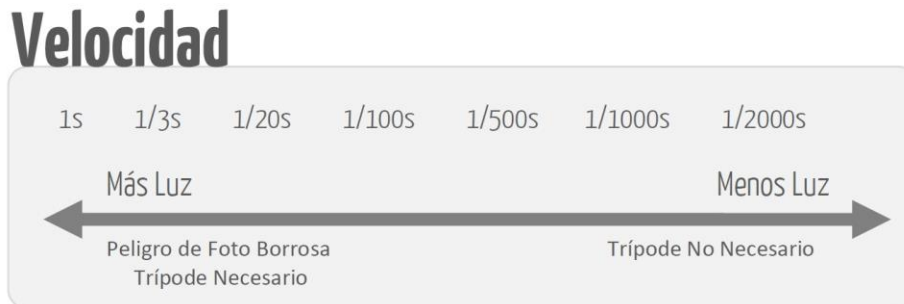 Velocidad
1s 1/3s 1/20s 1/100s 1/500s 1/1000s 1/2000s
Más Luz Menos Luz
Peligro de Foto Borrosa Trípode No Necesario
Trípode Necesario